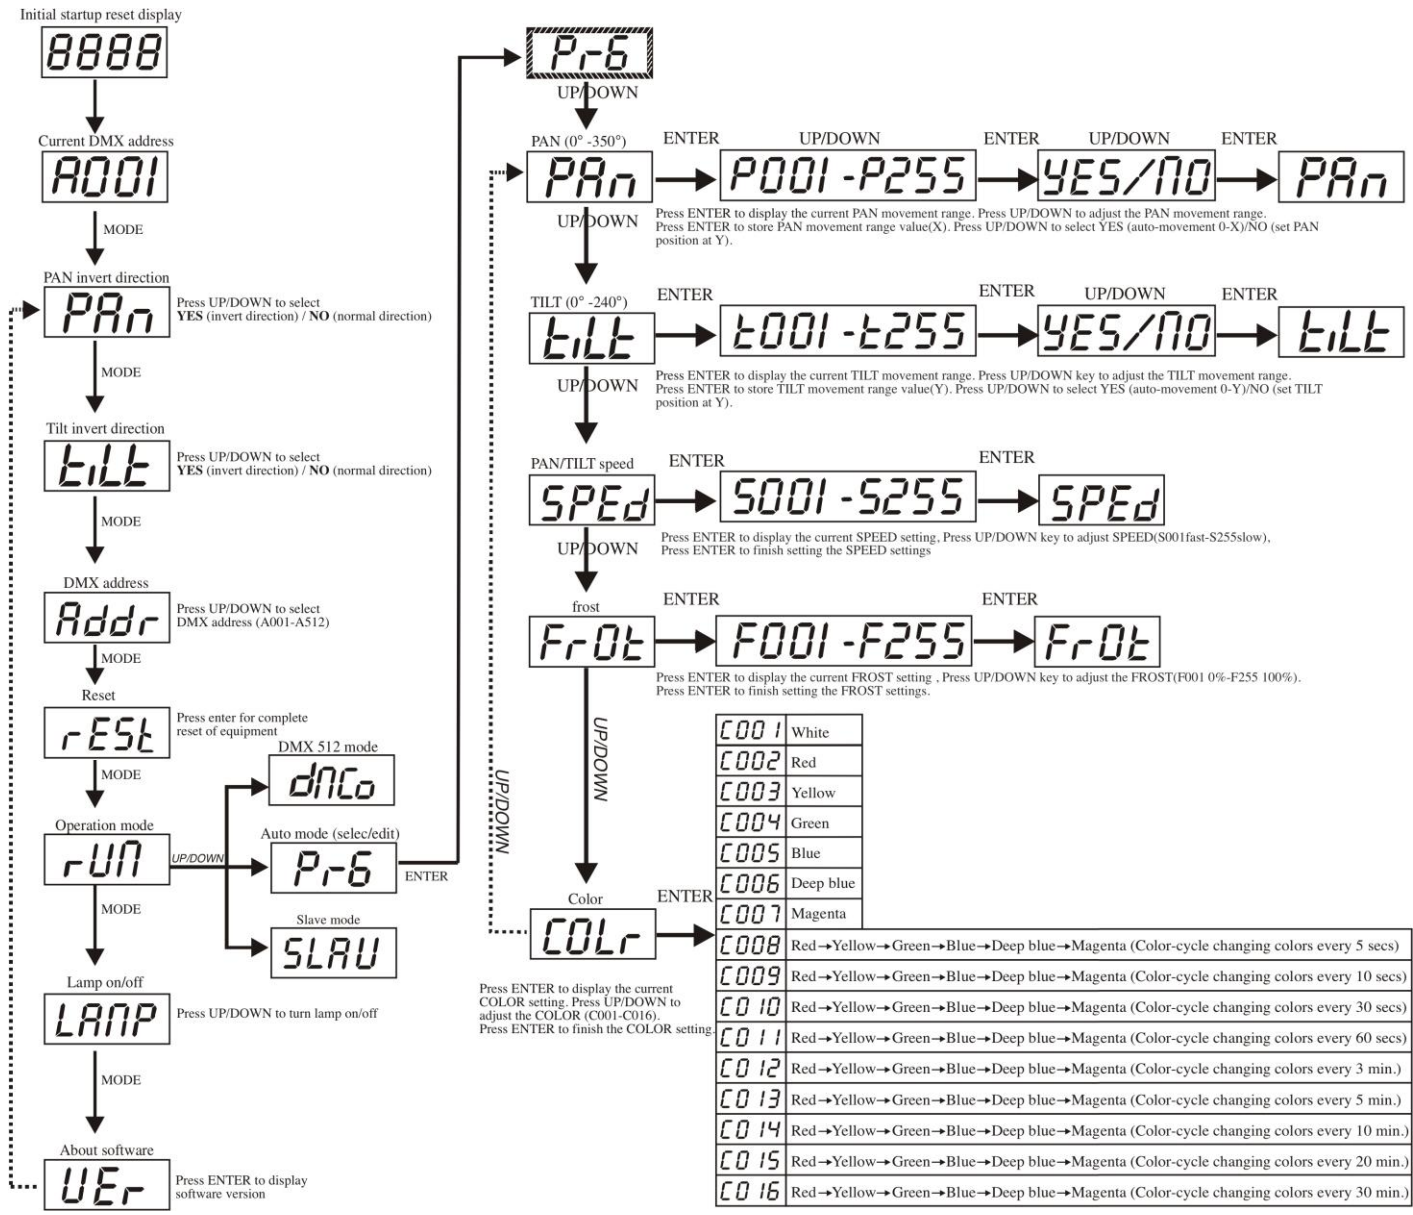 Initial startup reset display
8888
Current DMX address
A001
MODE
PAN invert direction
PAn
Press UP/DOWN to select
YES (invert direction) / NO (normal direction)
MODE
Tilt invert direction
tiLt
Press UP/DOWN to select
YES (invert direction) / NO (normal direction)
MODE
DMX address
Addr
Press UP/DOWN to select
DMX address (A001-A512)
MODE
Reset
rESt
Press enter for complete
reset of equipment
MODE
Operation mode
rUN
UP/DOWN
DMX 512 mode
dMCo
Auto mode (selec/edit)
Pr6
ENTER
Slave mode
SLAU
MODE
Lamp on/off
LAMP
Press UP/DOWN to turn lamp on/off
MODE
About software
UEr
Press ENTER to display
software version
Pr6
UP/DOWN
PAN (0° -350°)
PAn
ENTER
UP/DOWN
P001 -P255
ENTER
UP/DOWN
YES/NO
ENTER
PAn
Press ENTER to display the current PAN movement range. Press UP/DOWN to adjust the PAN movement range.
Press ENTER to store PAN movement range value(X). Press UP/DOWN to select YES (auto-movement 0-X)/NO (set PAN
position at Y).
UP/DOWN
TILT (0° -240°)
tiLt
ENTER
t001 -t255
ENTER
UP/DOWN
YES/NO
ENTER
tiLt
Press ENTER to display the current TILT movement range. Press UP/DOWN key to adjust the TILT movement range.
Press ENTER to store TILT movement range value(Y). Press UP/DOWN to select YES (auto-movement 0-Y)/NO (set TILT
position at Y).
UP/DOWN
PAN/TILT speed
SPEd
ENTER
S001 -S255
ENTER
SPEd
Press ENTER to display the current SPEED setting, Press UP/DOWN key to adjust SPEED(S001fast-S255slow),
Press ENTER to finish setting the SPEED settings
UP/DOWN
frost
FrOt
ENTER
F001 -F255
ENTER
FrOt
Press ENTER to display the current FROST setting , Press UP/DOWN key to adjust the FROST(F001 0%-F255 100%).
Press ENTER to finish setting the FROST settings.
UP/DOWN
UP/DOWN
Color
COLr
ENTER
Press ENTER to display the current
COLOR setting. Press UP/DOWN to
adjust the COLOR (C001-C016).
Press ENTER to finish the COLOR setting.
C001 White
C002 Red
C003 Yellow
C004 Green
C005 Blue
C006 Deep blue
C007 Magenta
C008 Red→Yellow→Green→Blue→Deep blue→Magenta (Color-cycle changing colors every 5 secs)
C009 Red→Yellow→Green→Blue→Deep blue→Magenta (Color-cycle changing colors every 10 secs)
C010 Red→Yellow→Green→Blue→Deep blue→Magenta (Color-cycle changing colors every 30 secs)
C011 Red→Yellow→Green→Blue→Deep blue→Magenta (Color-cycle changing colors every 60 secs)
C012 Red→Yellow→Green→Blue→Deep blue→Magenta (Color-cycle changing colors every 3 min.)
C013 Red→Yellow→Green→Blue→Deep blue→Magenta (Color-cycle changing colors every 5 min.)
C014 Red→Yellow→Green→Blue→Deep blue→Magenta (Color-cycle changing colors every 10 min.)
C015 Red→Yellow→Green→Blue→Deep blue→Magenta (Color-cycle changing colors every 20 min.)
C016 Red→Yellow→Green→Blue→Deep blue→Magenta (Color-cycle changing colors every 30 min.)